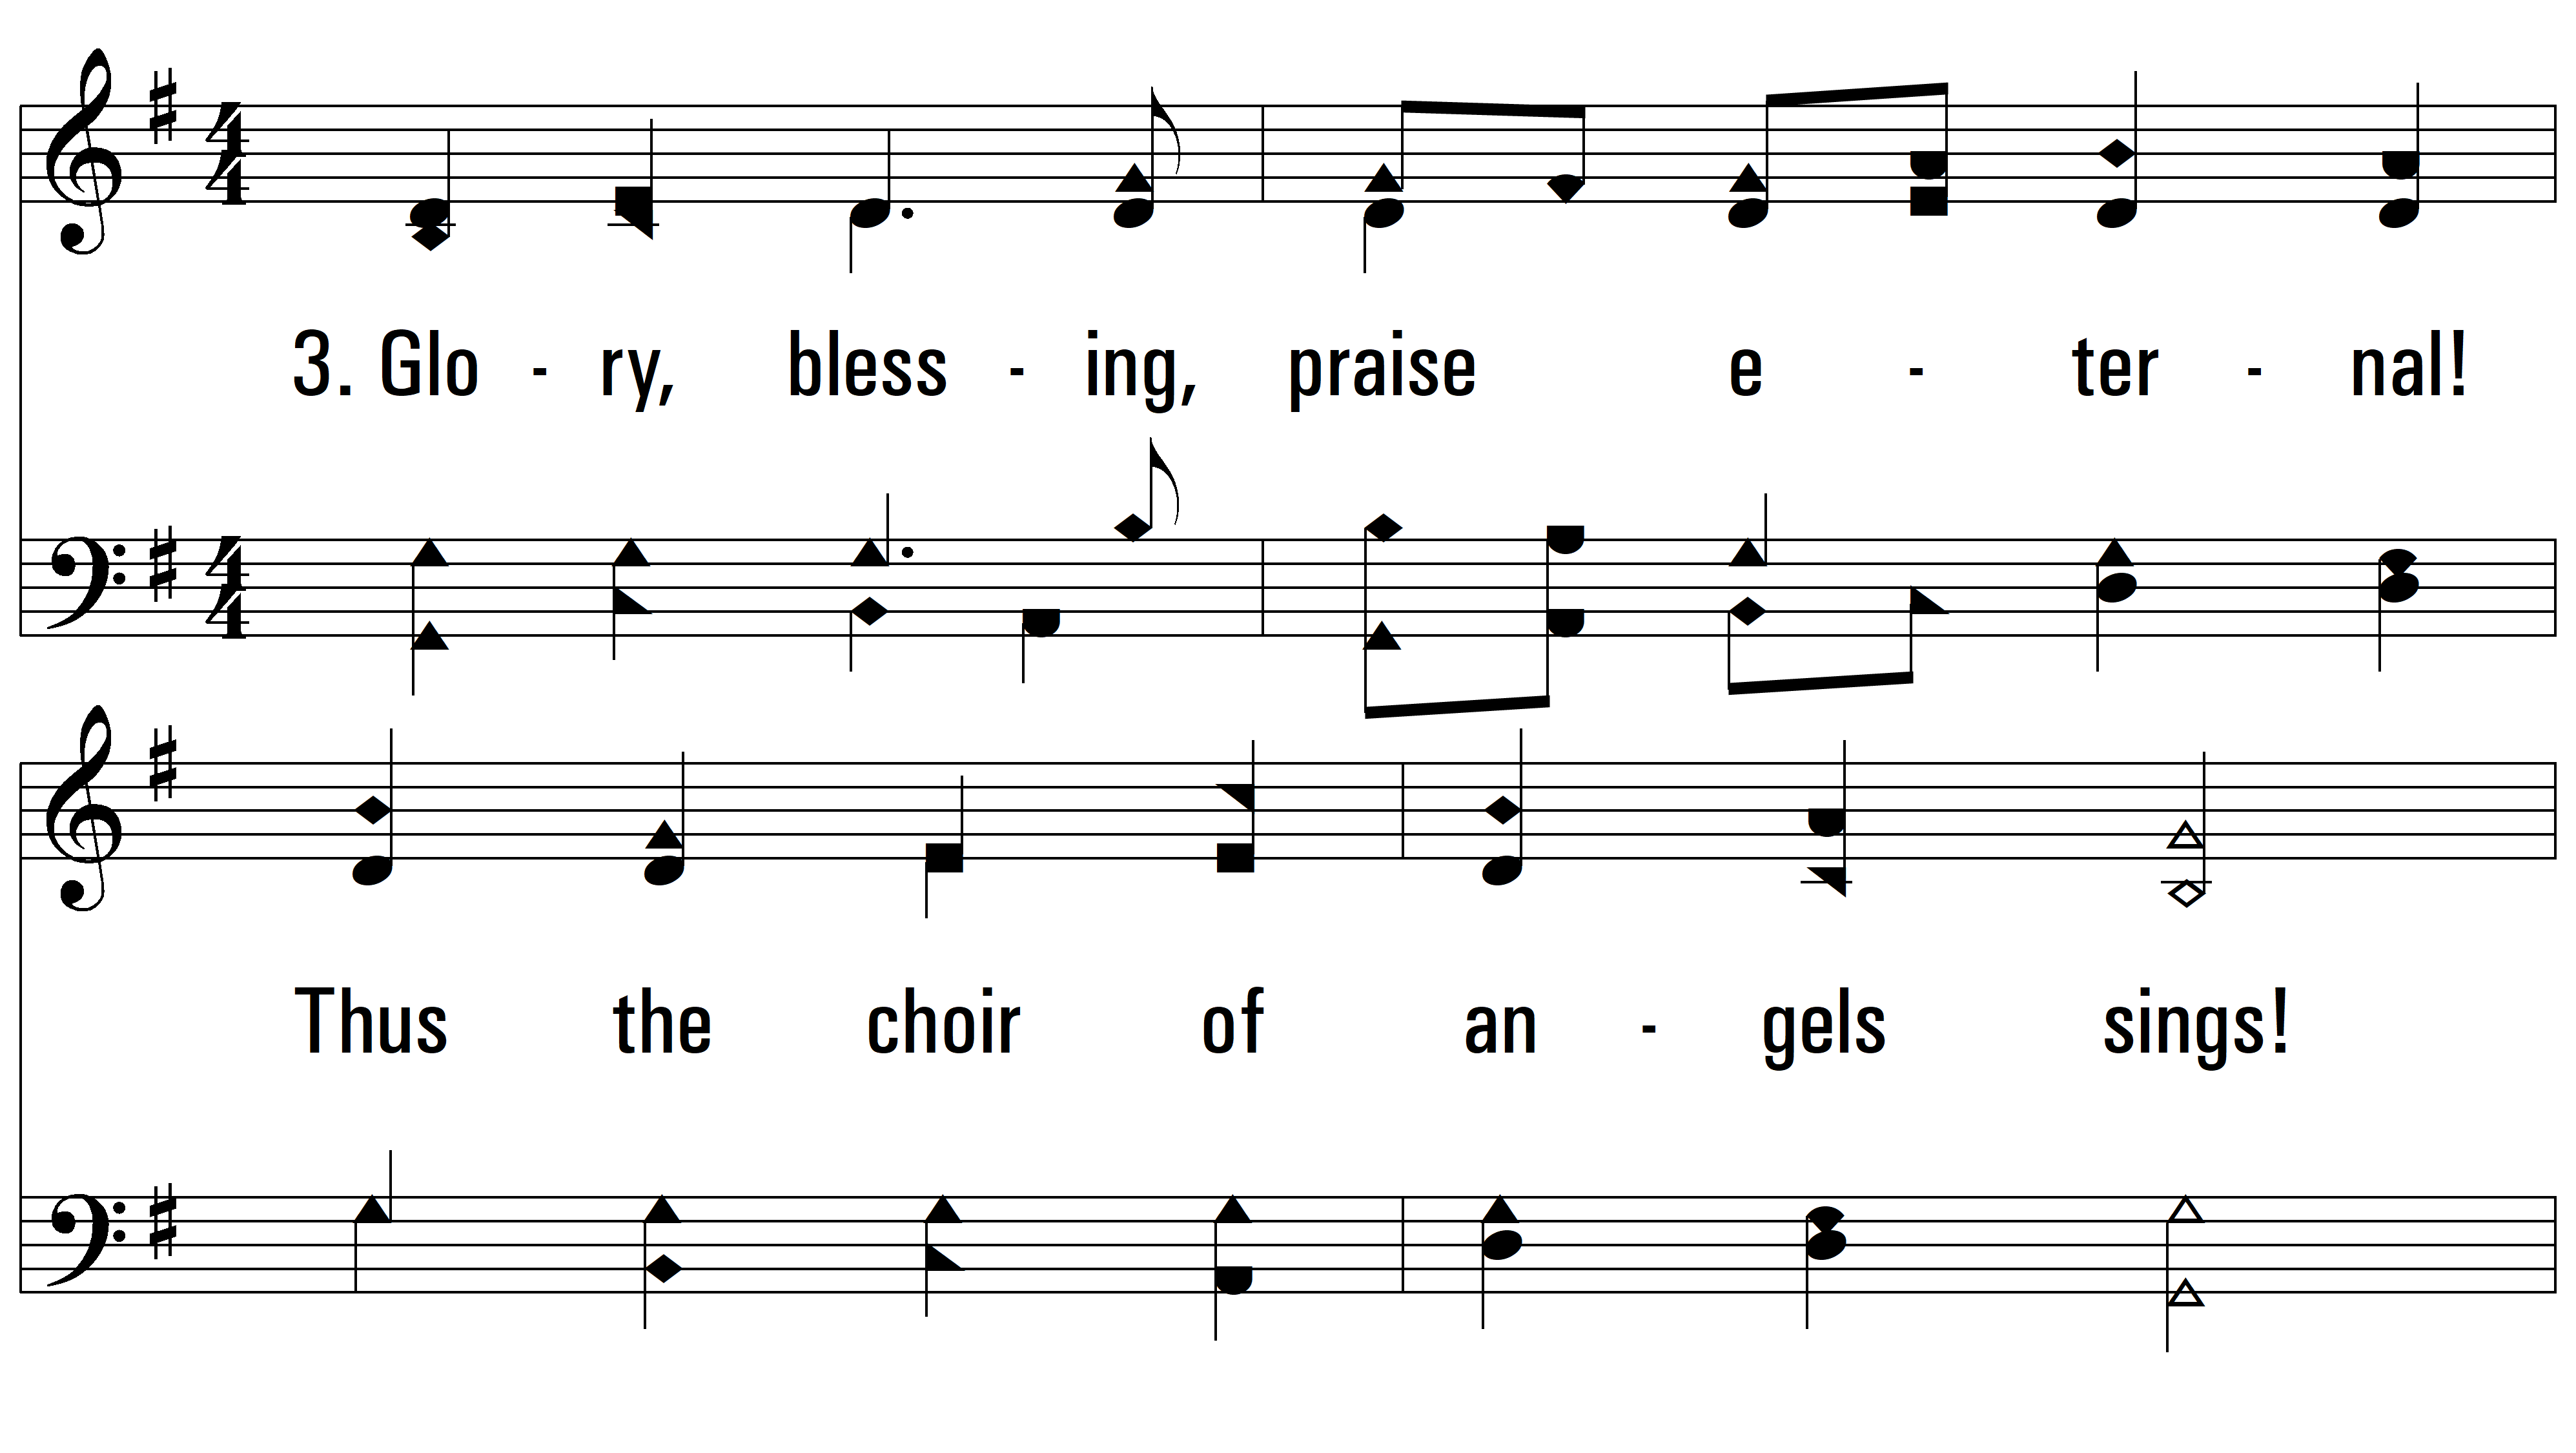 3. Glo - ry, bless - ing, praise e - ter - nal!
Thus the choir of an - gels sings!